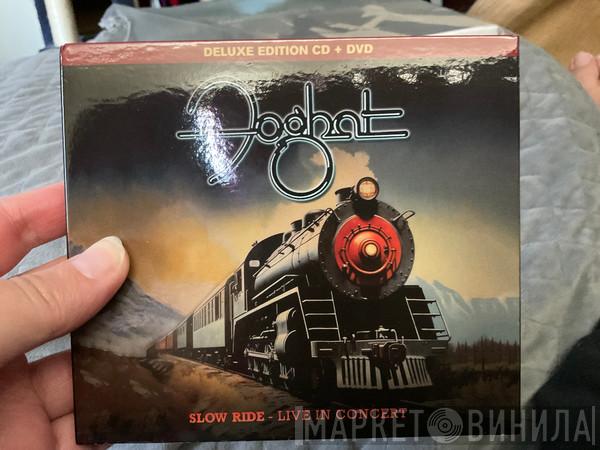 DELUXE EDITION CD + DVD
Foghat
SLOW RIDE - LIVE IN CONCERT
МАРКЕТ ВИНИЛА